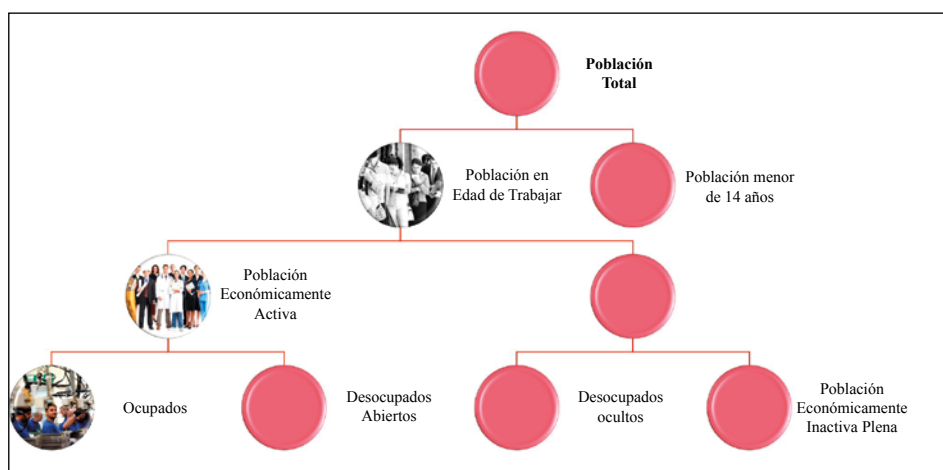 Población
Total
Población en
Edad de Trabajar
Población menor
de 14 años
Población
Económicamente
Activa
Ocupados
Desocupados
Abiertos
Desocupados
ocultos
Población
Económicamente
Inactiva Plena